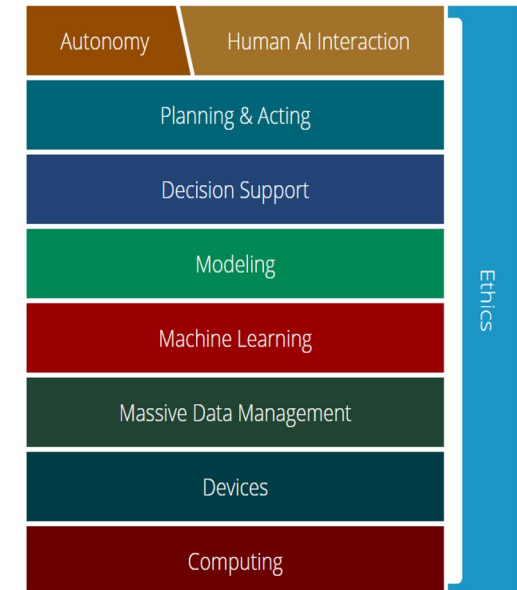 Autonomy
Human AI Interaction
Planning & Acting
Decision Support
Modeling
Machine Learning
Massive Data Management
Devices
Computing
Ethics